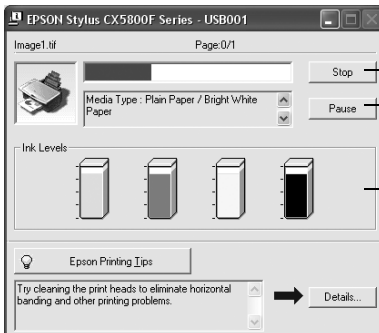 EPSON Stylus CX5800F Series - USB001
Image1.tif Page:0/1
Stop
Media Type : Plain Paper / Bright White
Paper
Pause
Ink Levels
Epson Printing Tips
Try cleaning the print heads to eliminate horizontal
banding and other printing problems.
Details...